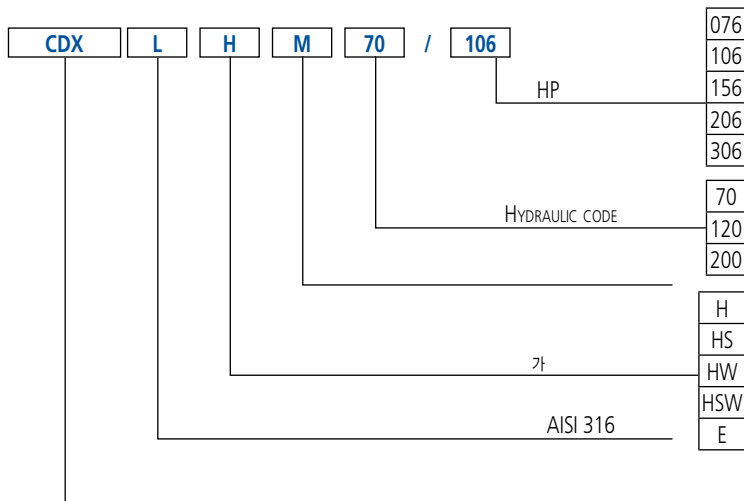 CDX L H M 70 / 106
HP
076
106
156
206
306
HYDRAULIC CODE
70
120
200
가
H
HS
HW
HSW
E
AISI 316